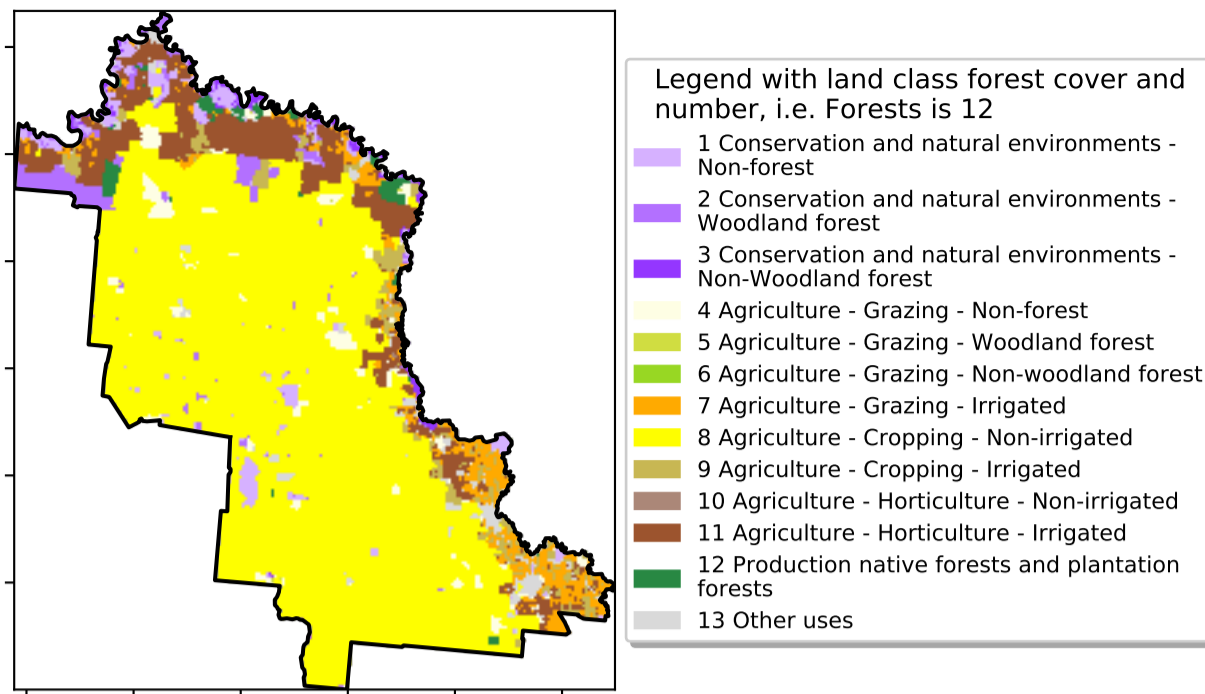 Legend with land class forest cover and
number, i.e. Forests is 12
1 Conservation and natural environments -
Non-forest
2 Conservation and natural environments -
Woodland forest
3 Conservation and natural environments -
Non-Woodland forest
4 Agriculture - Grazing - Non-forest
5 Agriculture - Grazing - Woodland forest
6 Agriculture - Grazing - Non-woodland forest
7 Agriculture - Grazing - Irrigated
8 Agriculture - Cropping - Non-irrigated
9 Agriculture - Cropping - Irrigated
10 Agriculture - Horticulture - Non-irrigated
11 Agriculture - Horticulture - Irrigated
12 Production native forests and plantation
forests
13 Other uses